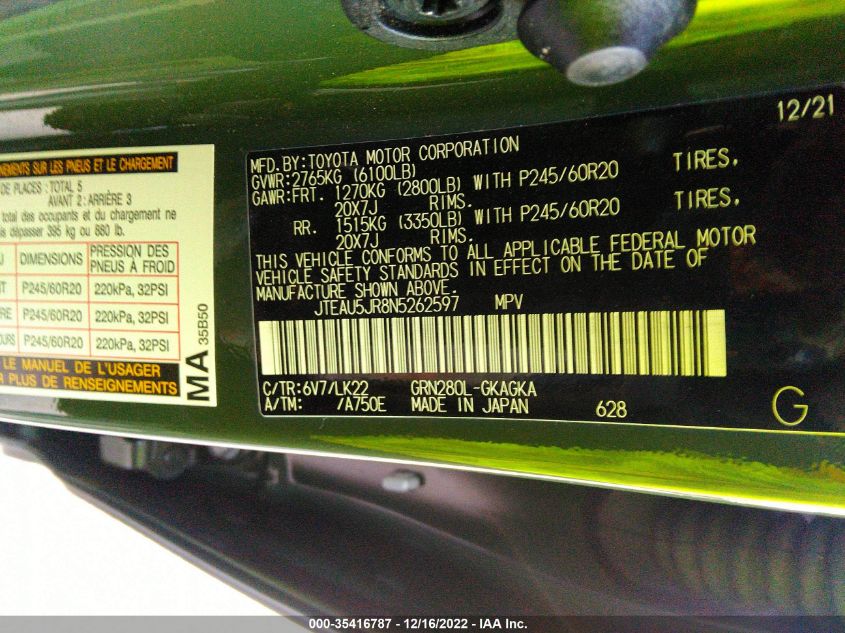 NEMENTS SUR LES PNEUS ET LE CHARGEMENT
DE PLACES : TOTAL 5
AVANT 2 : ARRIÈRE 3
total des occupants et du chargement ne
is dépasser 395 kg ou 880 lb.
DIMENSIONS PRESSION DES PNEUS À FROID
P245/60R20 220kPa, 32PSI
RE P245/60R20 220kPa, 32PSI
OURS P245/60R20 220kPa, 32PSI
LE MANUEL DE L'USAGER
R PLUS DE RENSEIGNEMENTS
MA 35B50
12/21
MFD.BY:TOYOTA MOTOR CORPORATION
GVWR:2765KG (6100LB)
GAWR:FRT. 1270KG (2800LB) WITH P245/60R20 TIRES,
20X7J RIMS.
RR. 1515KG (3350LB) WITH P245/60R20 TIRES,
20X7J RIMS.
THIS VEHICLE CONFORMS TO ALL APPLICABLE FEDERAL MOTOR
VEHICLE SAFETY STANDARDS IN EFFECT ON THE DATE OF
MANUFACTURE SHOWN ABOVE.
JTEAU5JR8N5262597 MPV
C/TR:6V7/LK22 GRN280L-GKAGKA
A/TM: /A750E MADE IN JAPAN 628 G
000-35416787 - 12/16/2022 - IAA Inc.